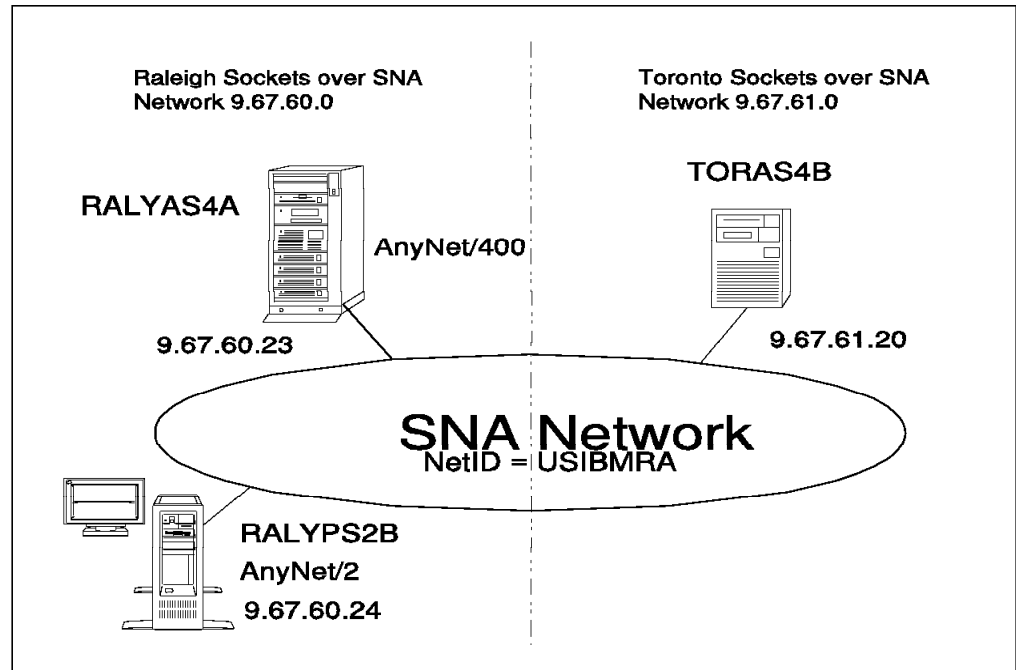 Raleigh Sockets over SNA
Network 9.67.60.0
Toronto Sockets over SNA
Network 9.67.61.0
RALYAS4A
AnyNet/400
9.67.60.23
TORAS4B
9.67.61.20
SNA Network
NetID = USIBMRA
RALYPS2B
AnyNet/2
9.67.60.24